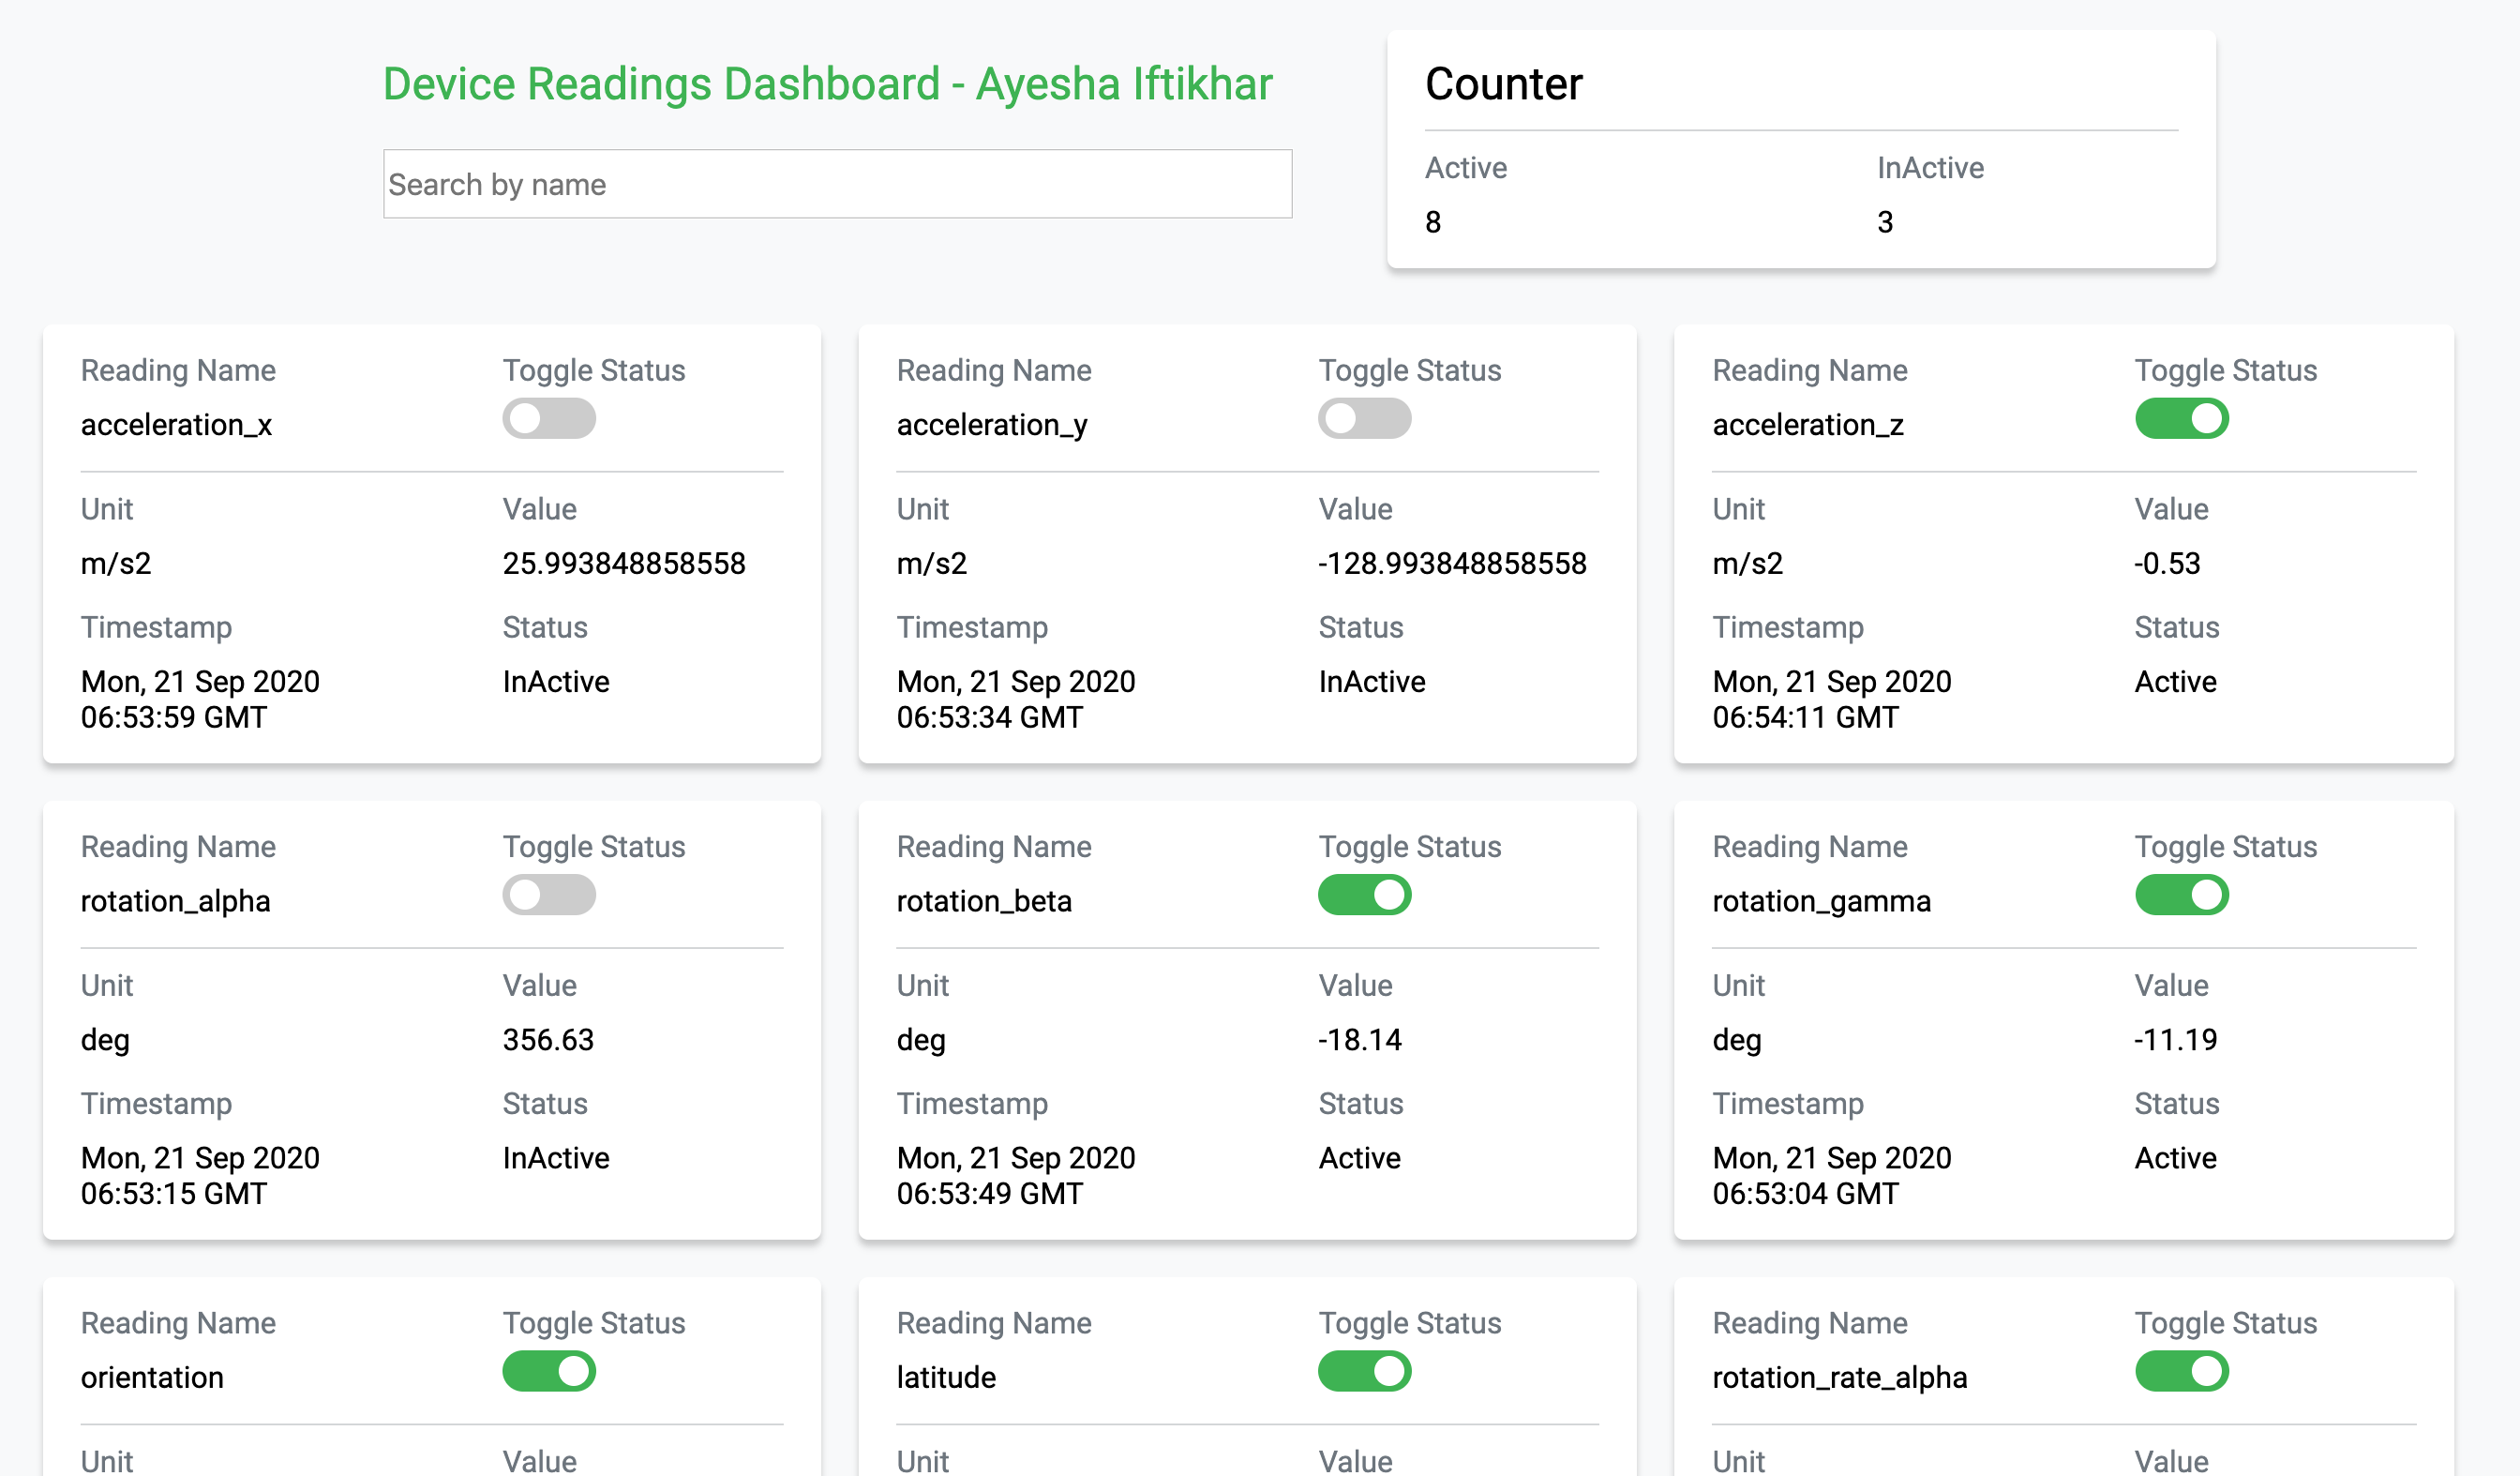 Device Readings Dashboard - Ayesha Iftikhar
Search by name
Counter
Active
InActive
8
3
Reading Name
Toggle Status
acceleration_x
Unit
Value
m/s2
25.993848858558
Timestamp
Status
Mon, 21 Sep 2020
06:53:59 GMT
InActive
Reading Name
Toggle Status
acceleration_y
Unit
Value
m/s2
-128.993848858558
Timestamp
Status
Mon, 21 Sep 2020
06:53:34 GMT
InActive
Reading Name
Toggle Status
acceleration_z
Unit
Value
m/s2
-0.53
Timestamp
Status
Mon, 21 Sep 2020
06:54:11 GMT
Active
Reading Name
Toggle Status
rotation_alpha
Unit
Value
deg
356.63
Timestamp
Status
Mon, 21 Sep 2020
06:53:15 GMT
InActive
Reading Name
Toggle Status
rotation_beta
Unit
Value
deg
-18.14
Timestamp
Status
Mon, 21 Sep 2020
06:53:49 GMT
Active
Reading Name
Toggle Status
rotation_gamma
Unit
Value
deg
-11.19
Timestamp
Status
Mon, 21 Sep 2020
06:53:04 GMT
Active
Reading Name
Toggle Status
orientation
Unit
Value
Reading Name
Toggle Status
latitude
Unit
Value
Reading Name
Toggle Status
rotation_rate_alpha
Unit
Value